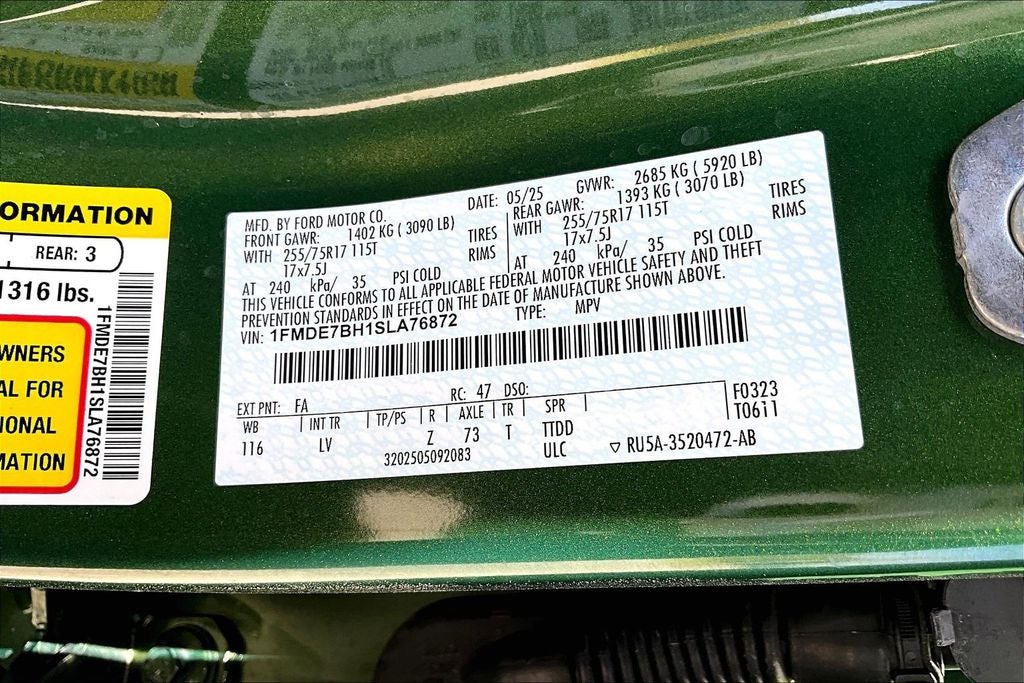 ORMATION
REAR: 3
1316 lbs.
WNERS
AL FOR
IONAL
MATION
1FMDE7BH1SLA76872
MFD. BY FORD MOTOR CO.
DATE: 05/25 GVWR: 2685 KG ( 5920 LB)
FRONT GAWR: 1402 KG ( 3090 LB)
WITH 255/75R17 115T TIRES
17x7.5J RIMS
AT 240 kPa/ 35 PSI COLD
REAR GAWR: 1393 KG ( 3070 LB)
WITH 255/75R17 115T TIRES
17x7.5J RIMS
AT 240 kPa/ 35 PSI COLD
THIS VEHICLE CONFORMS TO ALL APPLICABLE FEDERAL MOTOR VEHICLE SAFETY AND THEFT
PREVENTION STANDARDS IN EFFECT ON THE DATE OF MANUFACTURE SHOWN ABOVE.
VIN: 1FMDE7BH1SLA76872 TYPE: MPV
EXT PNT: FA RC: 47 DSO:
WB INT TR TP/PS R AXLE TR SPR
116 LV Z 73 T TTDD
ULC
3202505092083
F0323
T0611
▽ RU5A-3520472-AB